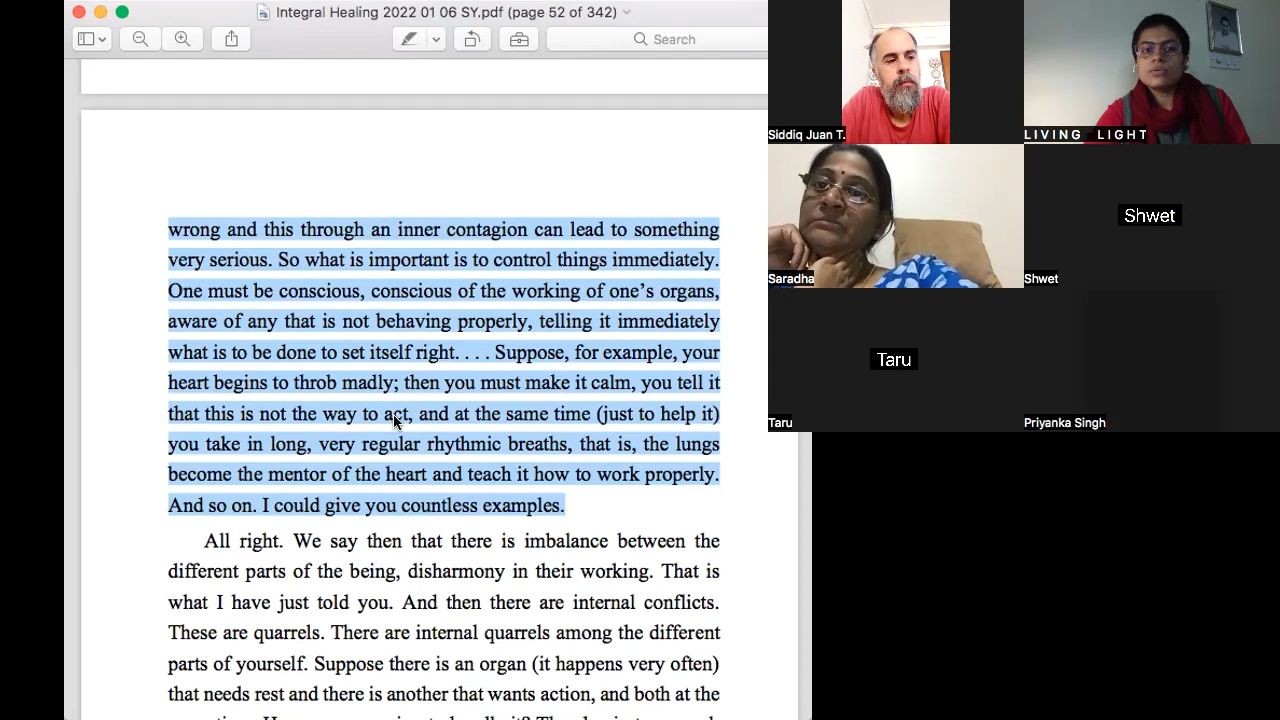 Integral Healing 2022 01 06 SY.pdf (page 52 of 342)
Search
wrong and this through an inner contagion can lead to something
very serious. So what is important is to control things immediately.
One must be conscious, conscious of the working of one’s organs,
aware of any that is not behaving properly, telling it immediately
what is to be done to set itself right. . . . Suppose, for example, your
heart begins to throb madly; then you must make it calm, you tell it
that this is not the way to act, and at the same time (just to help it)
you take in long, very regular rhythmic breaths, that is, the lungs
become the mentor of the heart and teach it how to work properly.
And so on. I could give you countless examples.
All right. We say then that there is imbalance between the
different parts of the being, disharmony in their working. That is
what I have just told you. And then there are internal conflicts.
These are quarrels. There are internal quarrels among the different
parts of yourself. Suppose there is an organ (it happens very often)
that needs rest and there is another that wants action, and both at the
Siddiq Juan T.
LIVING LIGHT
Saradha
Shwet
Shwet
Taru
Taru
Priyanka Singh